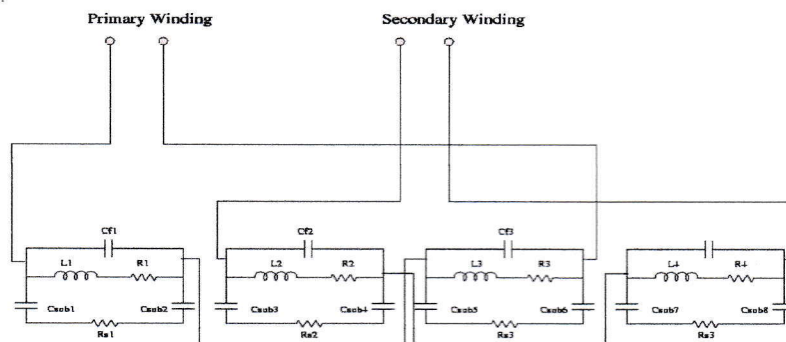 Primary Winding
Secondary Winding
Cf1
Cf2
Cf3
L1 R1
L2 R2
L3 R3
L4 R4
Csub1 Csub2
Csub3 Csub4
Csub5 Csub6
Csub7 Csub8
Rs1
Rs2
Rs3
Rs3